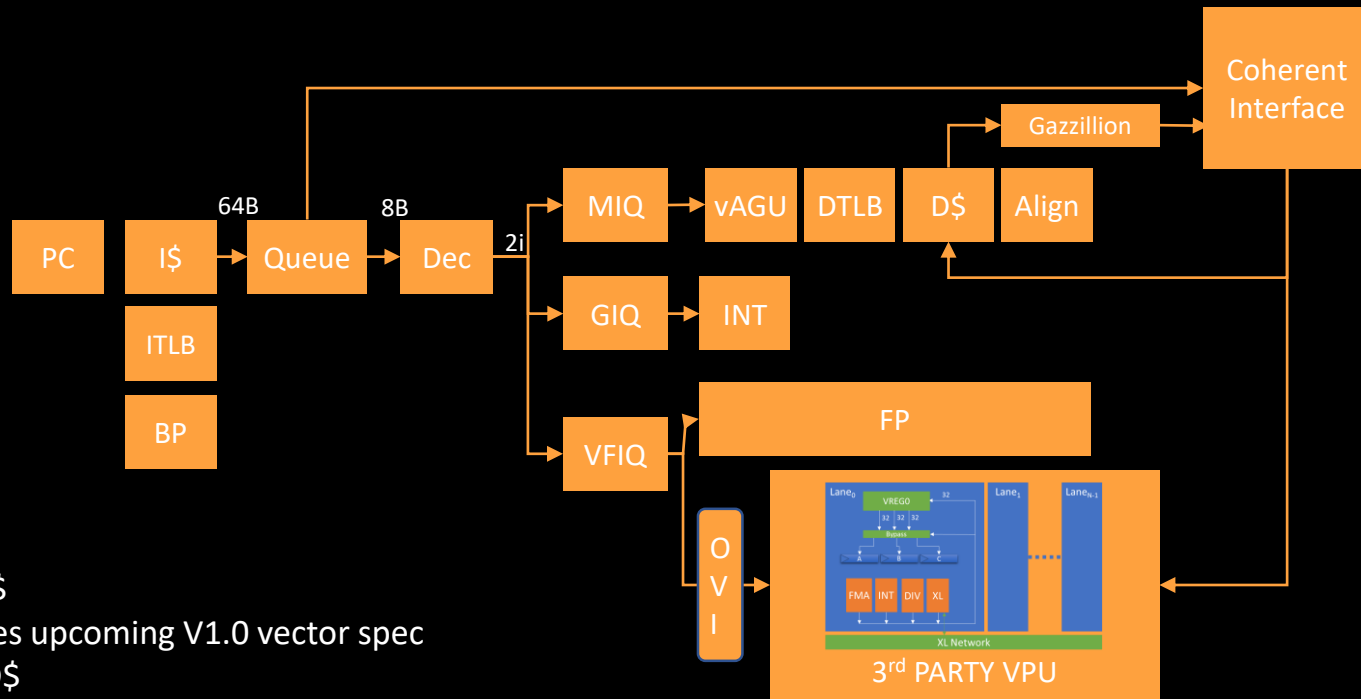 Coherent
Interface
Gazzillion
64B
8B
2i
PC
I$
Queue
Dec
MIQ
vAGU
DTLB
D$
Align
ITLB
GIQ
INT
BP
VFIQ
FP
O
V
I
Lane0
VREG0
32
Lane1
LaneN-1
32 32 32
Bypass
A B C
FMA INT DIV XL
XL Network
3rd PARTY VPU
$
es upcoming V1.0 vector spec
$